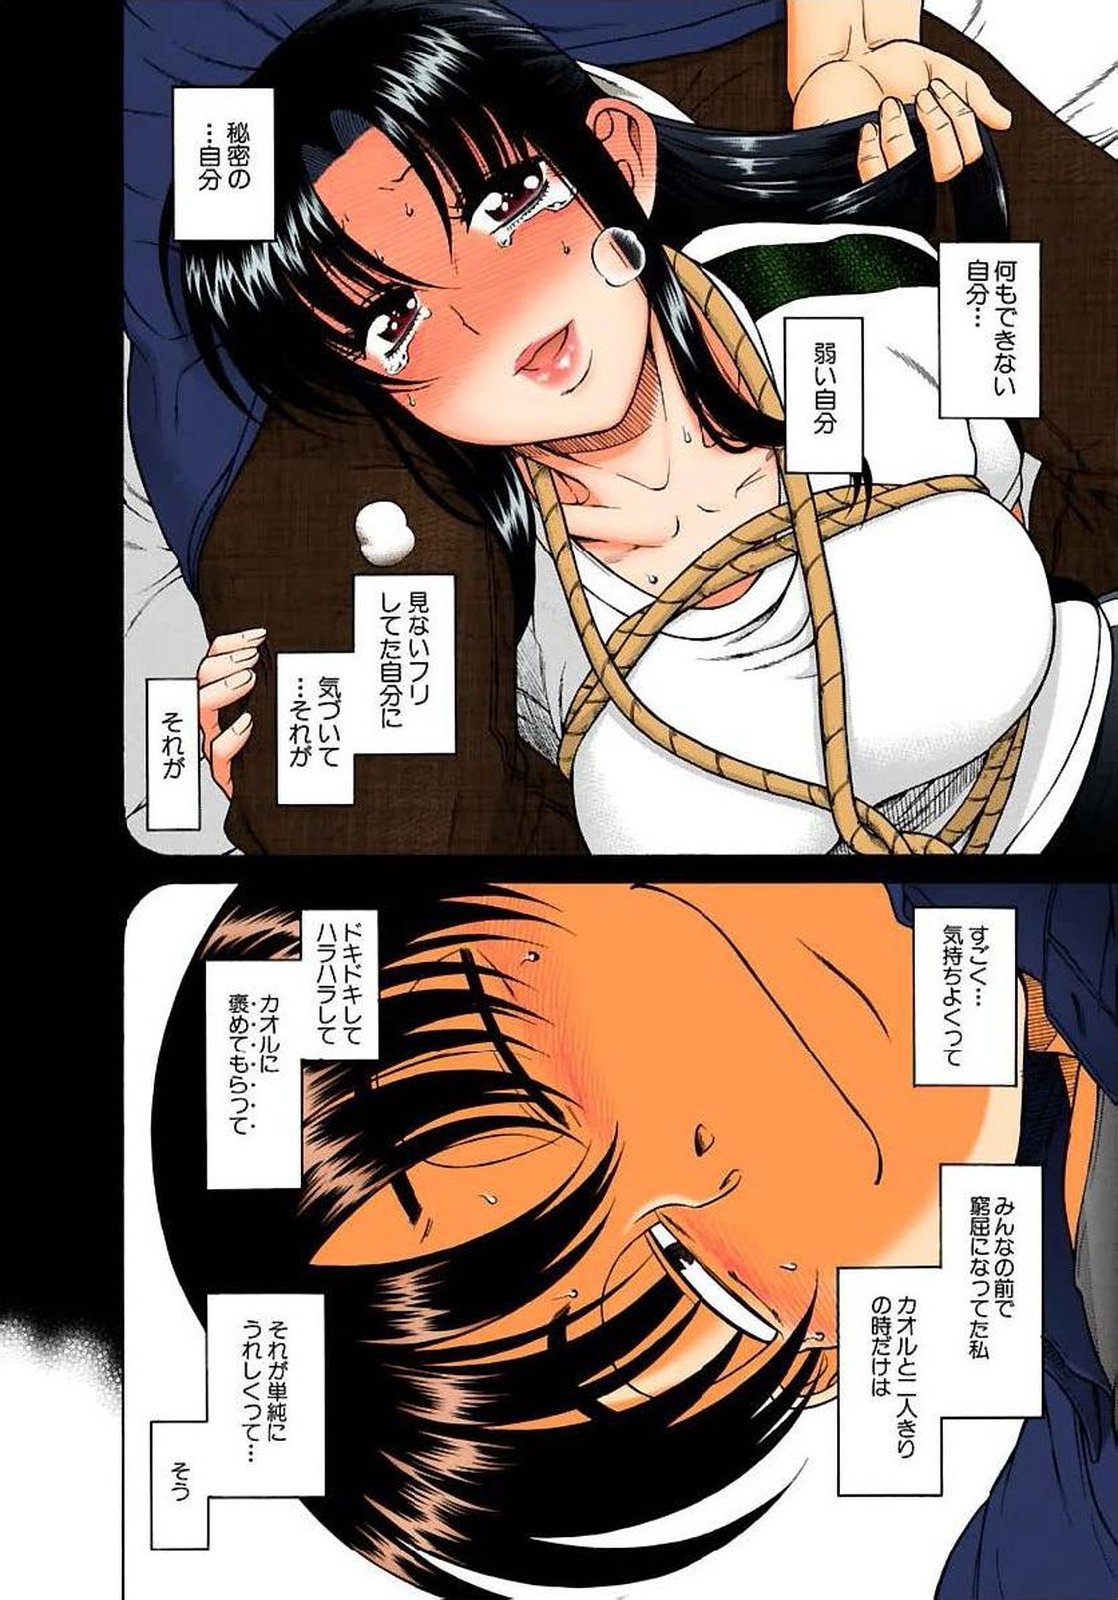 何もできない
自分…
弱い自分
秘密の
…自分
見ないフリ
してた自分に
気づいて
…それが
それが
すごく…
気持ちよくって
みんなの前で
窮屈になってた私
カオルと二人きり
の時だけは
ドキドキして
ハラハラして
カオルに
褒めてもらって
それが単純に
うれしくって…
そう